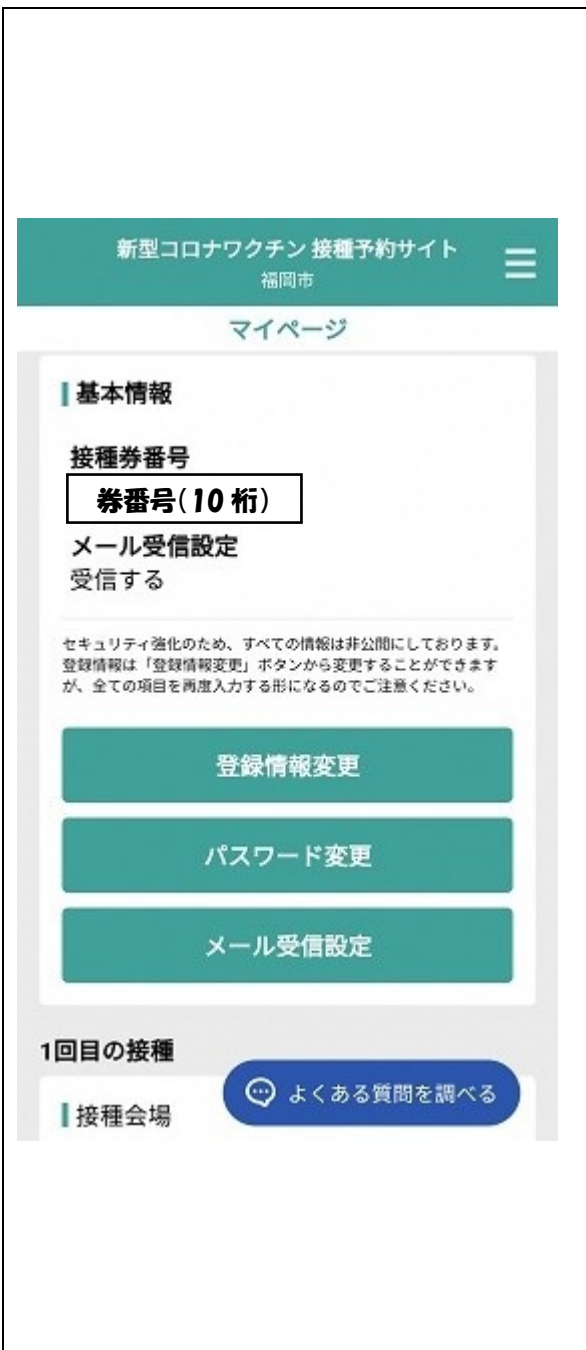 新型コロナワクチン 接種予約サイト
福岡市
マイページ
基本情報
接種券番号
券番号(10 桁)
メール受信設定
受信する
セキュリティ強化のため、すべての情報は非公開にしております。
登録情報は「登録情報変更」ボタンから変更することができます
が、全ての項目を再度入力する形になるのでご注意ください。
登録情報変更
パスワード変更
メール受信設定
1回目の接種
よくある質問を調べる
接種会場